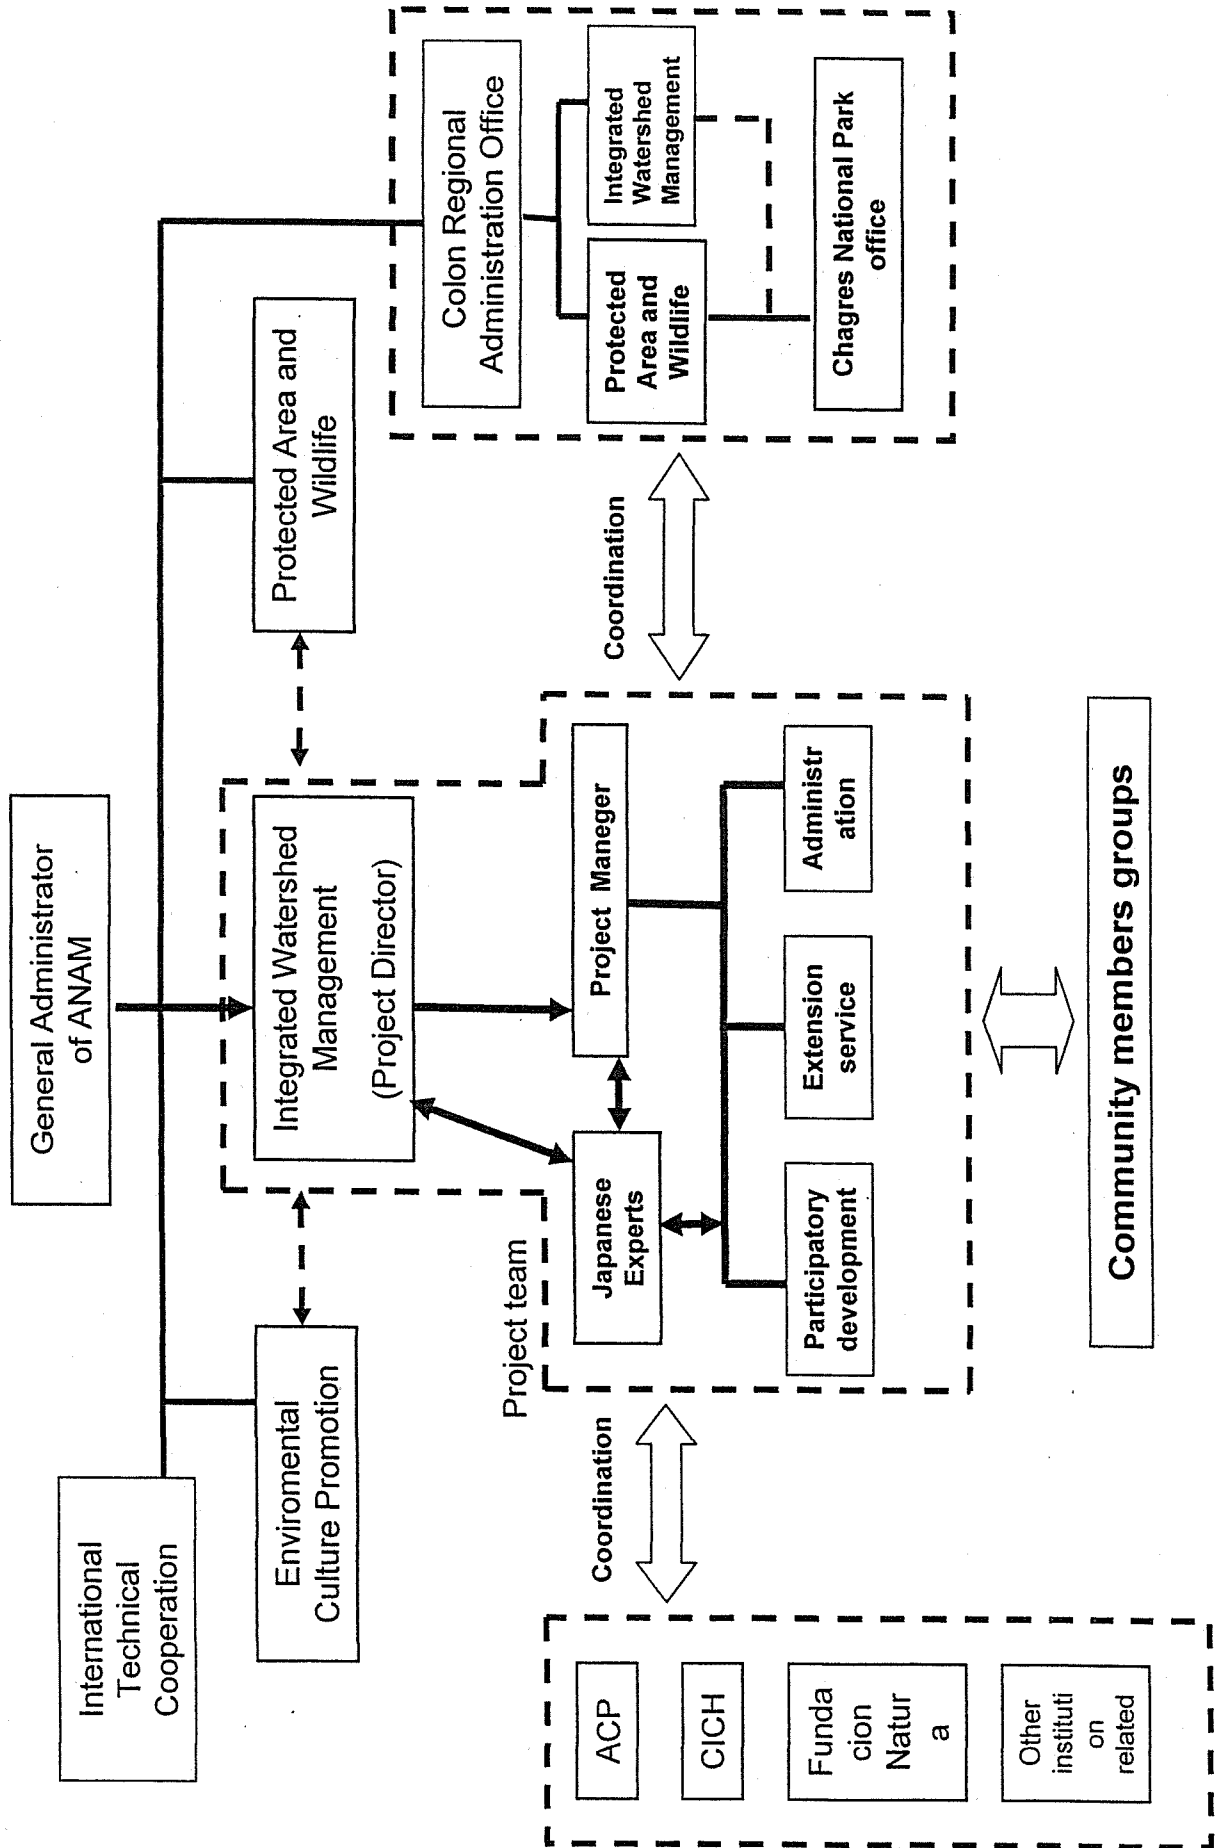 General Administrator
of ANAM
International
Technical
Cooperation
Enviromental
Culture Promotion
Integrated Watershed
Management
(Project Director)
Protected Area and
Wildlife
Project team
Japanese
Experts
Project Maneger
Participatory
development
Extension
service
Administr
ation
Coordination
Coordination
ACP
CICH
Funda
cion
Natur
a
Other
instituti
on
related
Colon Regional
Administration Office
Protected
Area and
Wildlife
Integrated
Watershed
Management
Chagres National Park
office
Community members groups